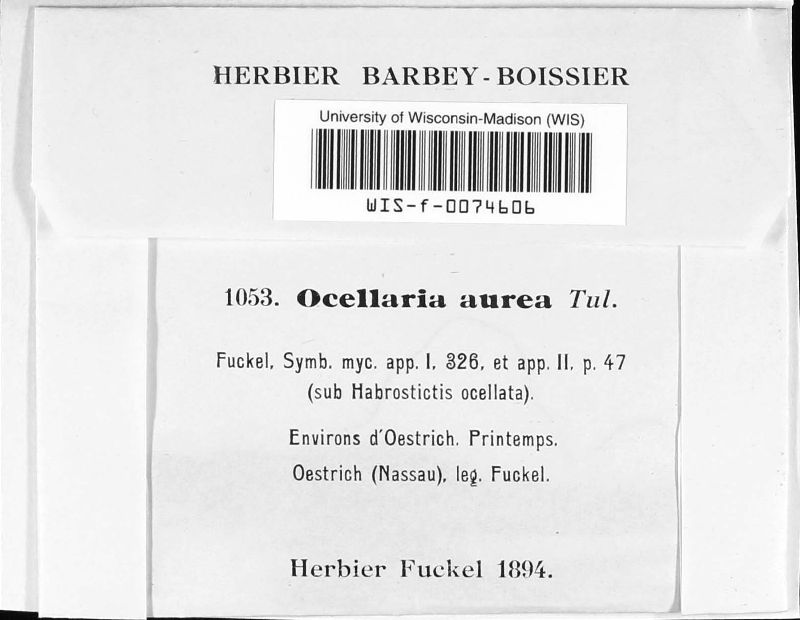 HERBIER BARBEY-BOISSIER
University of Wisconsin-Madison (WIS)
WIS-f-0074606
1053. Ocellaria aurea Tul.
Fuckel, Symb. myc. app. I, 326, et app. II, p. 47
(sub Habrostictis ocellata).
Environs d'Oestrich. Printemps.
Oestrich (Nassau), leg. Fuckel.
Herbier Fuckel 1894.